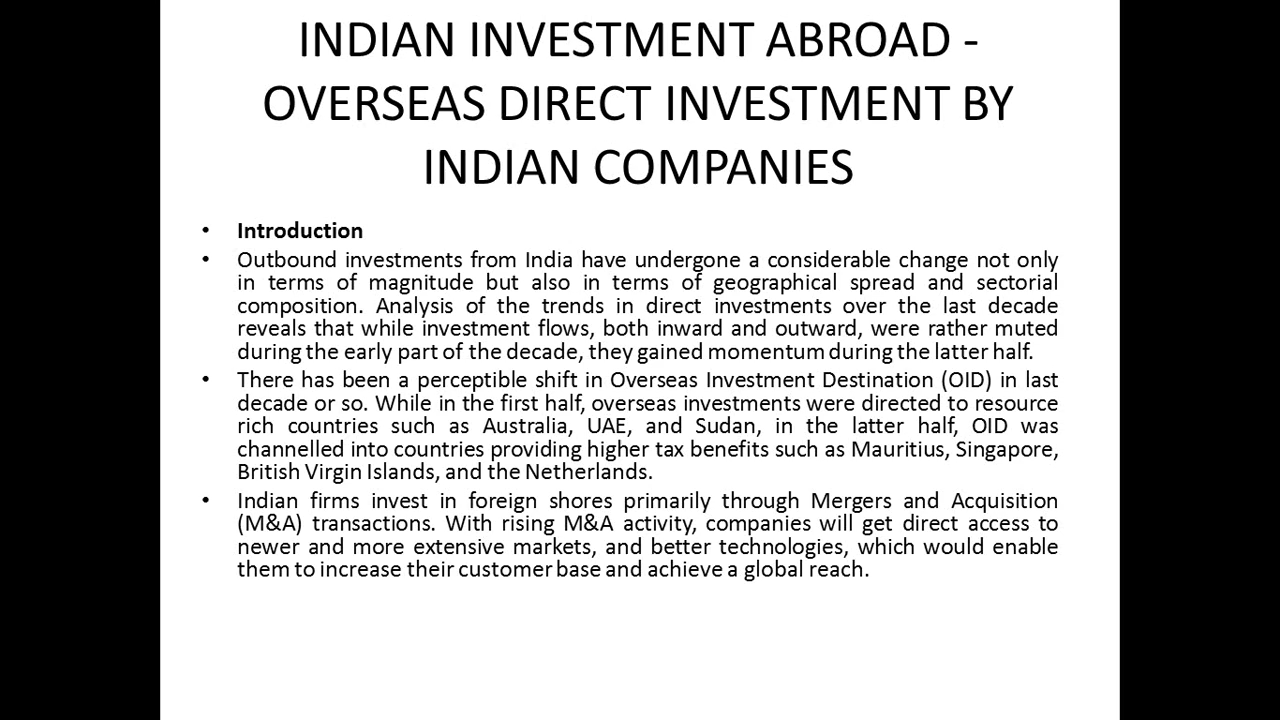 INDIAN INVESTMENT ABROAD -
OVERSEAS DIRECT INVESTMENT BY
INDIAN COMPANIES
• Introduction
• Outbound investments from India have undergone a considerable change not only
in terms of magnitude but also in terms of geographical spread and sectorial
composition. Analysis of the trends in direct investments over the last decade
reveals that while investment flows, both inward and outward, were rather muted
during the early part of the decade, they gained momentum during the latter half.
• There has been a perceptible shift in Overseas Investment Destination (OID) in last
decade or so. While in the first half, overseas investments were directed to resource
rich countries such as Australia, UAE, and Sudan, in the latter half, OID was
channelled into countries providing higher tax benefits such as Mauritius, Singapore,
British Virgin Islands, and the Netherlands.
• Indian firms invest in foreign shores primarily through Mergers and Acquisition
(M&A) transactions. With rising M&A activity, companies will get direct access to
newer and more extensive markets, and better technologies, which would enable
them to increase their customer base and achieve a global reach.